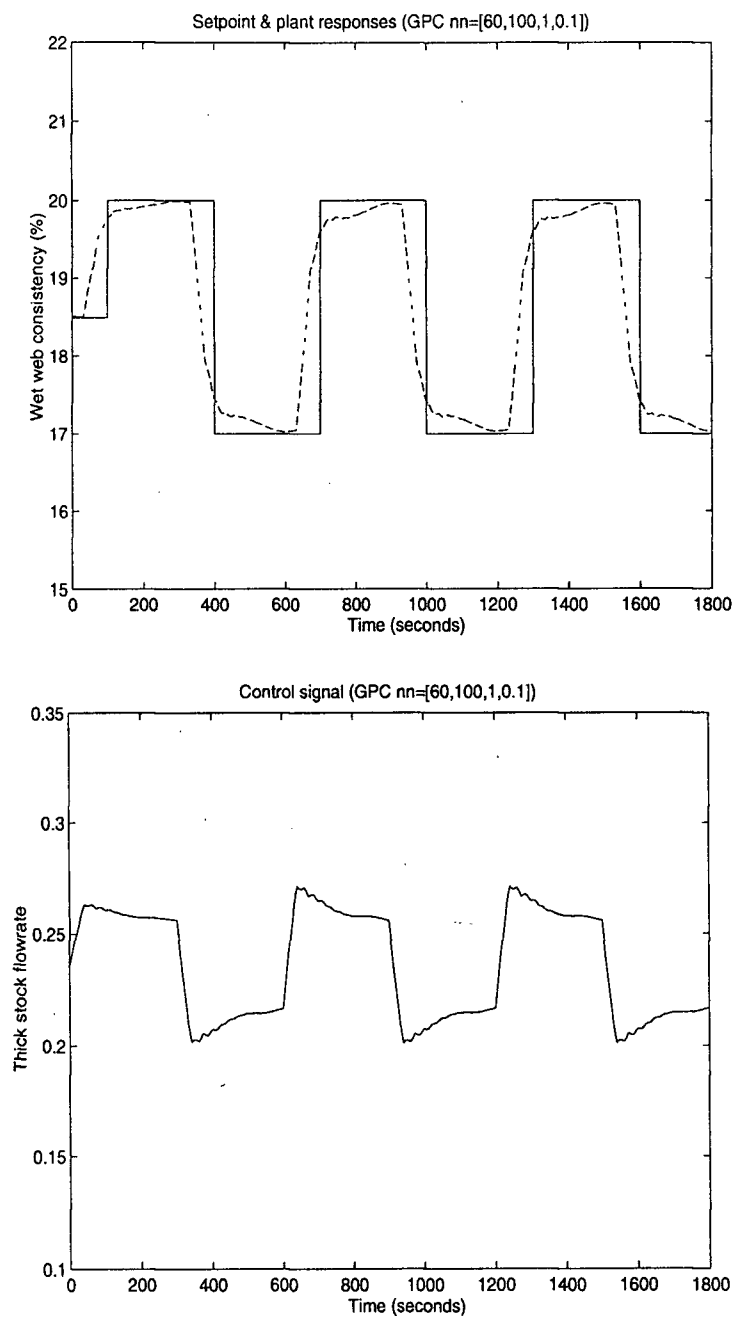 Setpoint & plant responses (GPC nn=[60,100,1,0.1])
22
21
20
19
18
17
16
15
Wet web consistency (%)
0 200 400 600 800 1000 1200 1400 1600 1800
Time (seconds)
Control signal (GPC nn=[60,100,1,0.1])
0.35
0.3
0.25
0.2
0.15
0.1
Thick stock flowrate
0 200 400 600 800 1000 1200 1400 1600 1800
Time (seconds)